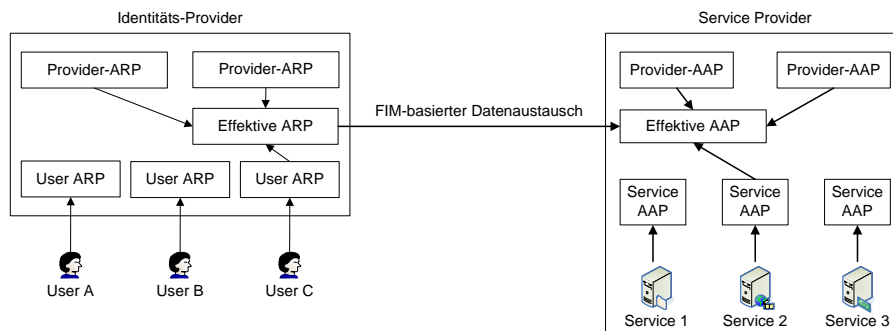 Identitäts-Provider
Service Provider
Provider-ARP
Provider-ARP
Provider-AAP
Provider-AAP
FIM-basierter Datenaustausch
Effektive ARP
Effektive AAP
User ARP
User ARP
User ARP
Service
AAP
Service
AAP
Service
AAP
User A
User B
User C
Service 1
Service 2
Service 3